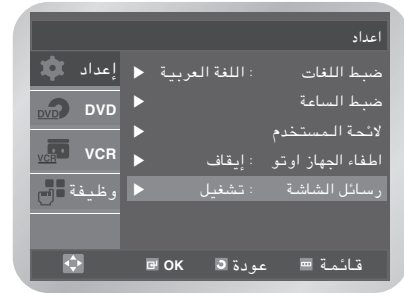 اعداد
إعداد
DVD
VCR
وظيفة
ضبط اللغات : اللغة العربية
ضبط الساعة
لائحة المستخدم
اطفاء الجهاز اوتو : إيقاف
رسائل الشاشة : تشغيل
قائمة عودة OK